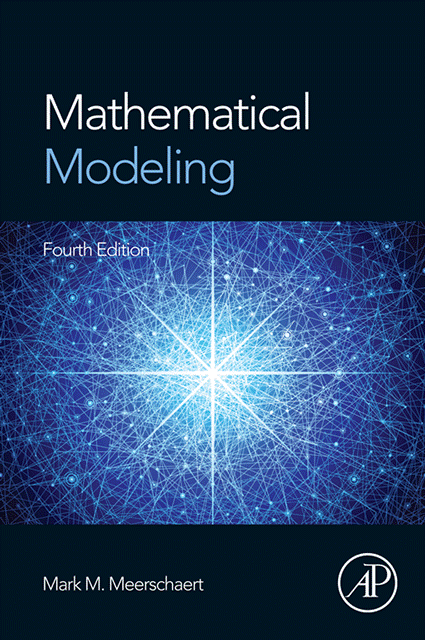 Mathematical
Modeling
Fourth Edition
Mark M. Meerschaert
AP